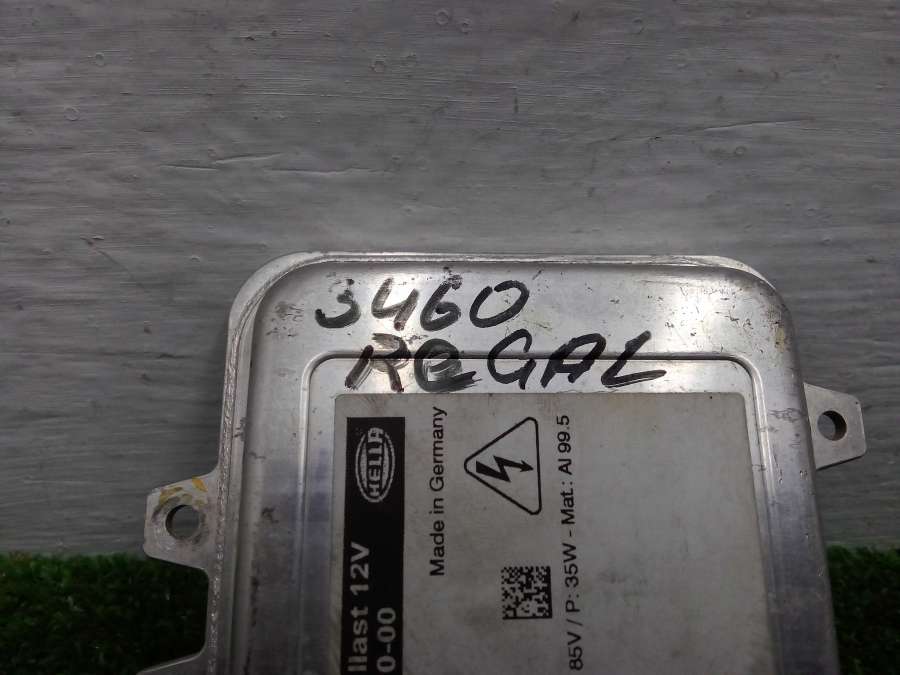 3460
REGAL
HELLA
llast 12V
0-00
Made in Germany
85V / P: 35W - Mat.: Al 99.5